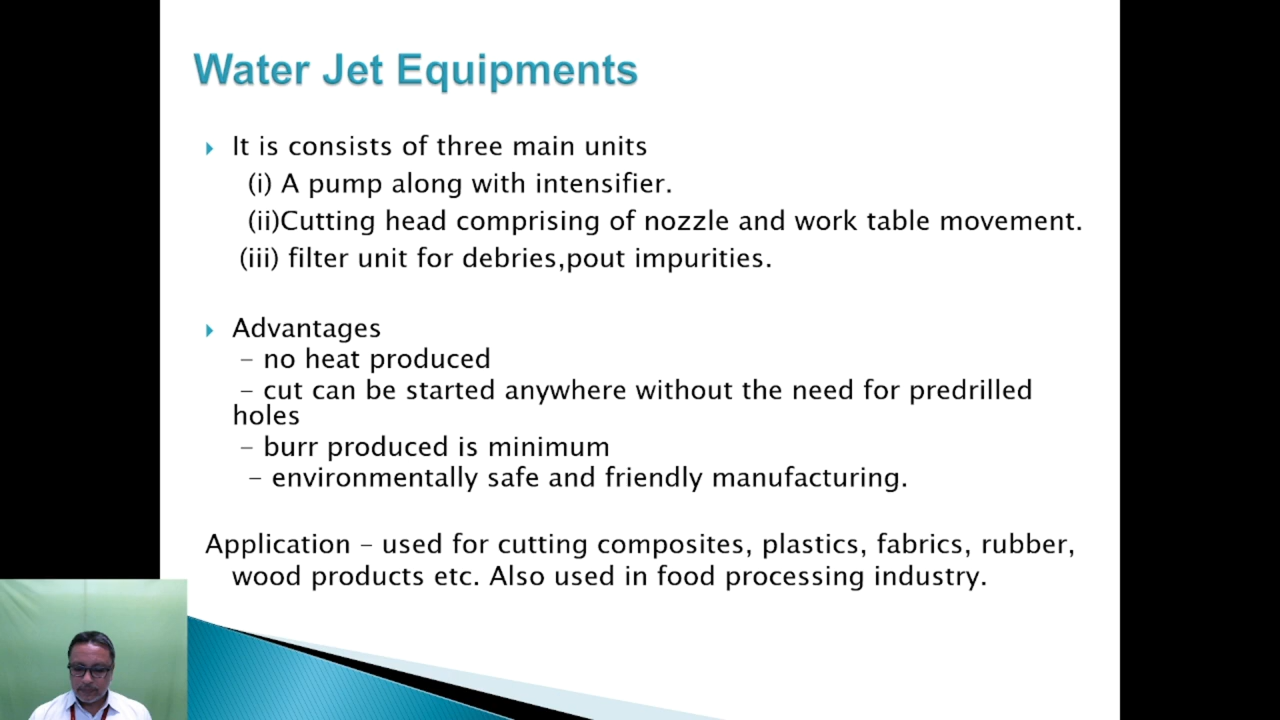 Water Jet Equipments
It is consists of three main units
(i) A pump along with intensifier.
(ii)Cutting head comprising of nozzle and work table movement.
(iii) filter unit for debries,pout impurities.
Advantages
– no heat produced
– cut can be started anywhere without the need for predrilled
holes
– burr produced is minimum
– environmentally safe and friendly manufacturing.
Application – used for cutting composites, plastics, fabrics, rubber,
wood products etc. Also used in food processing industry.